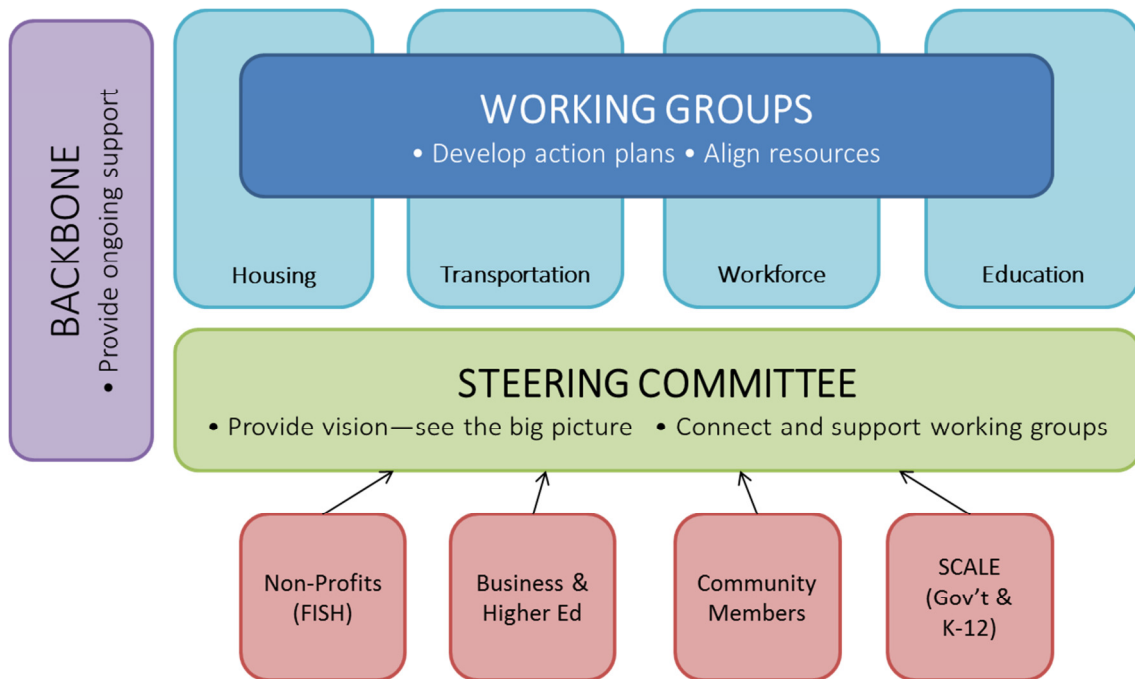 BACKBONE
• Provide ongoing support
WORKING GROUPS
• Develop action plans • Align resources
Housing
Transportation
Workforce
Education
STEERING COMMITTEE
• Provide vision—see the big picture • Connect and support working groups
Non-Profits
(FISH)
Business &
Higher Ed
Community
Members
SCALE
(Gov’t &
K-12)